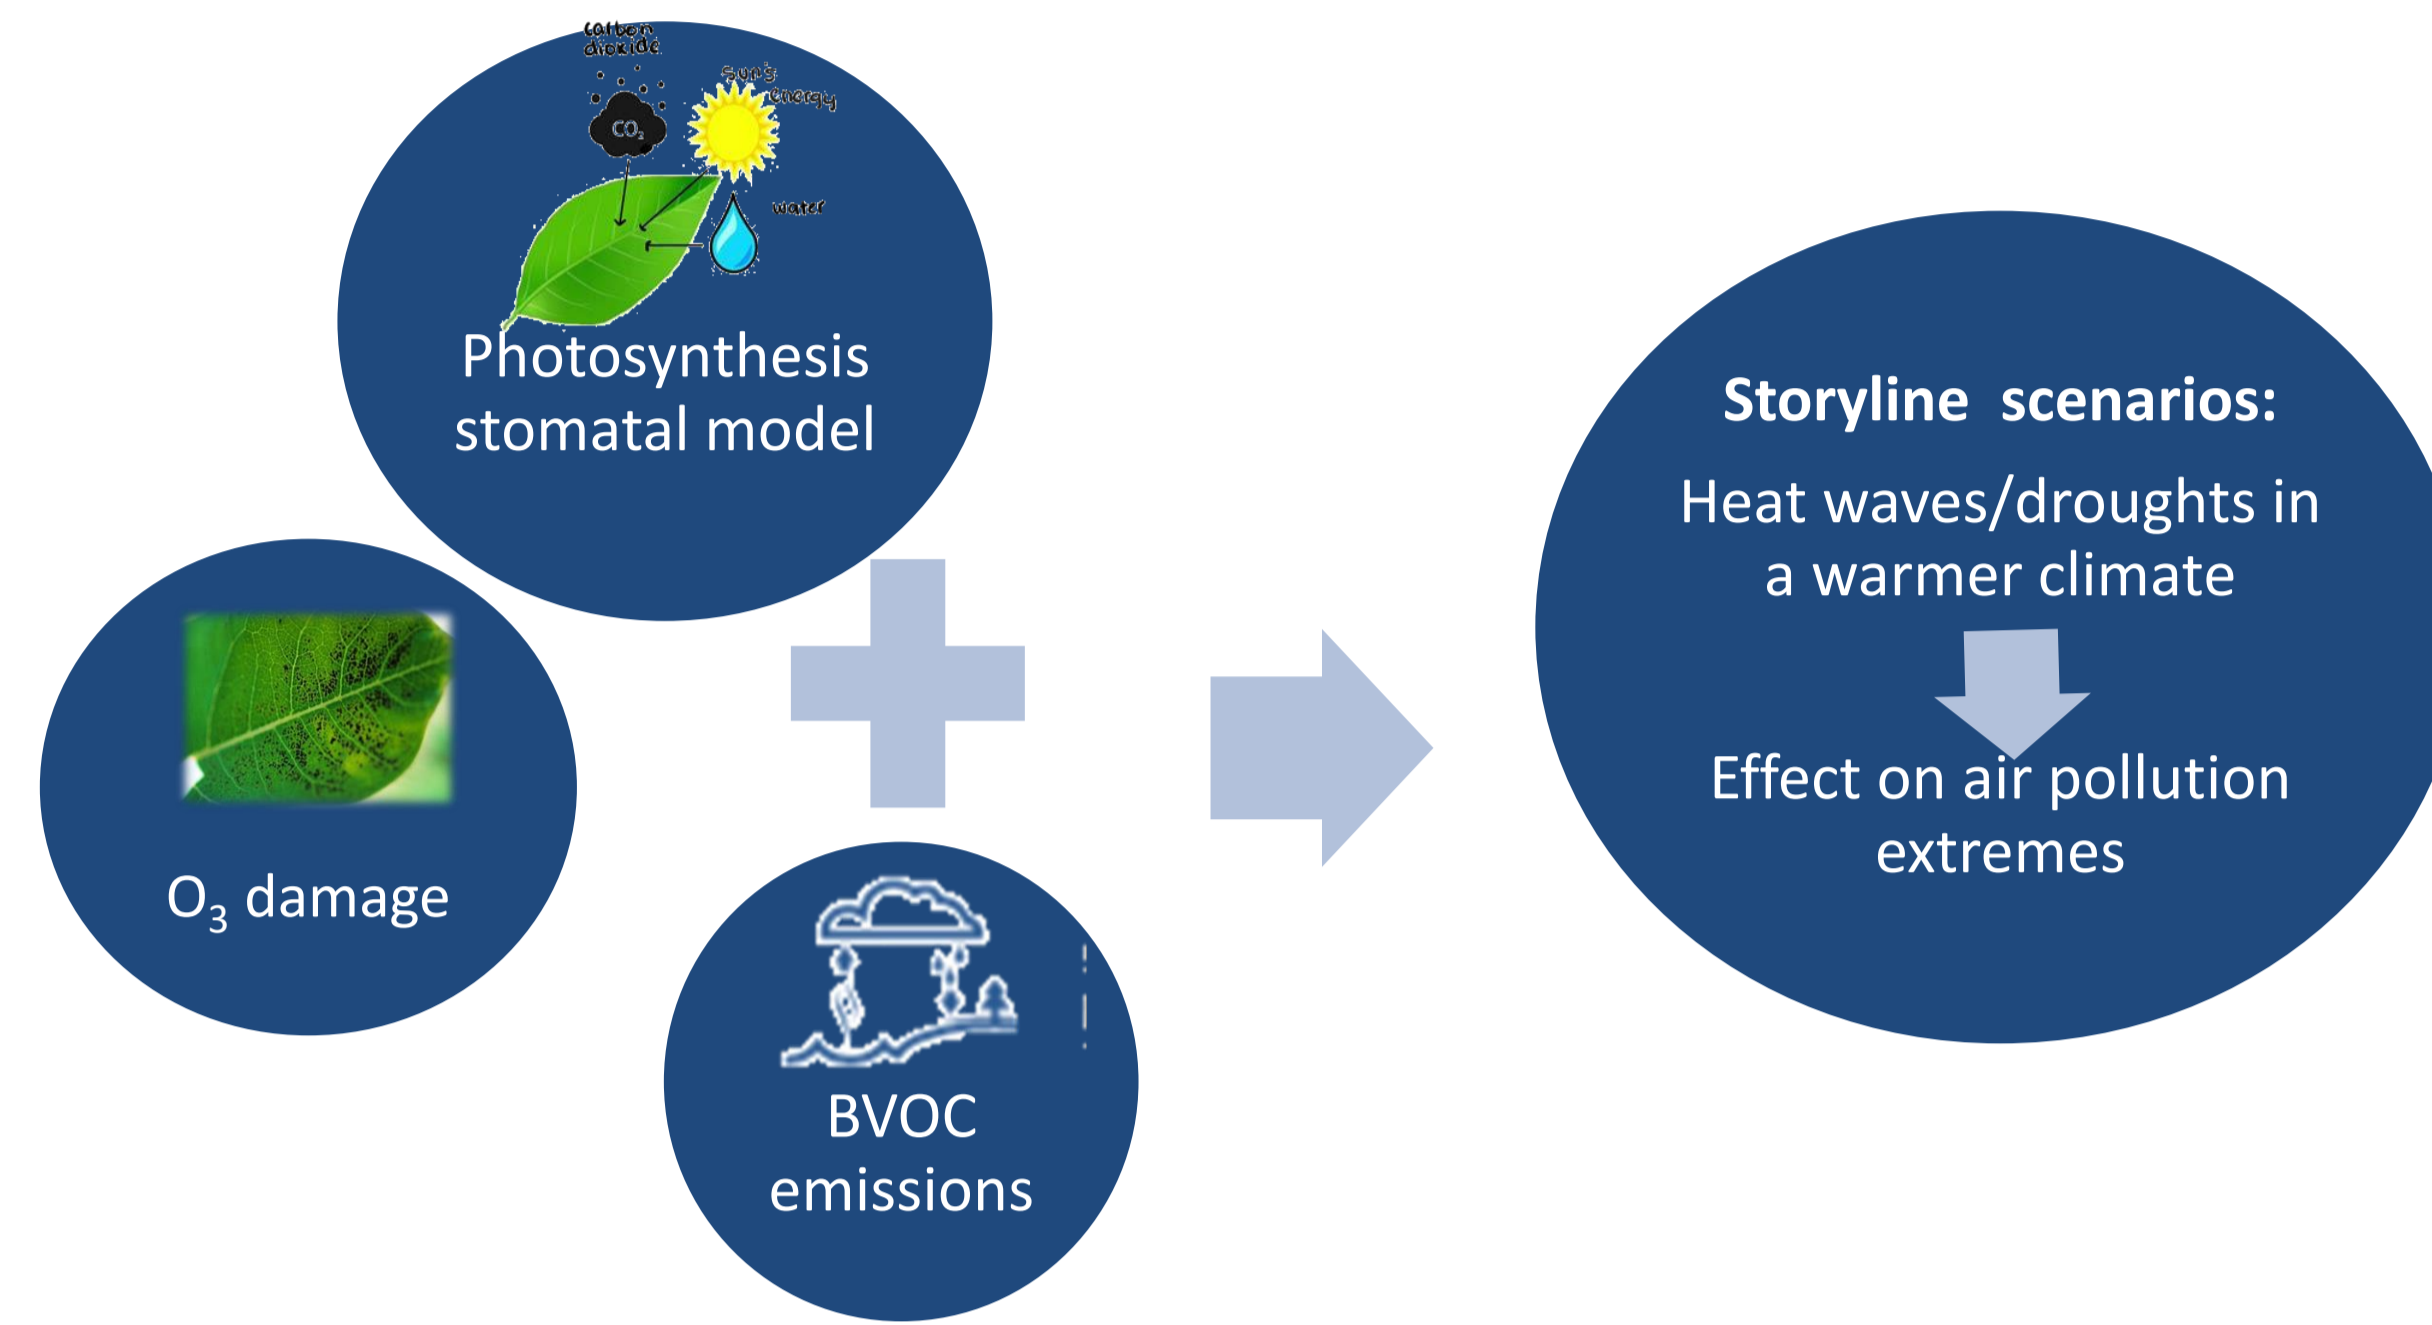 carbon
dioxide
sun's
energy
CO₂
water
Photosynthesis
stomatal model
O₃ damage
BVOC
emissions
Storyline scenarios:
Heat waves/droughts in
a warmer climate
Effect on air pollution
extremes